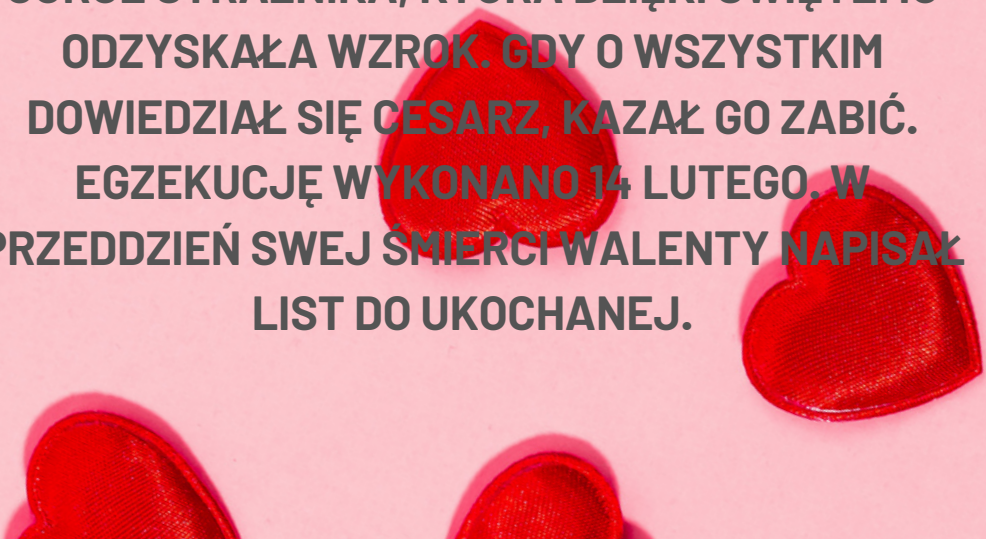 ODZYSKAŁA WZROK. GDY O WSZYSTKIM
DOWIEDZIAŁ SIĘ CESARZ, KAZAŁ GO ZABIĆ.
EGZEKUCJĘ WYKONANO 14 LUTEGO. W
PRZEDDZIEŃ SWEJ ŚMIERCI WALENTY NAPISAŁ
LIST DO UKOCHANEJ.